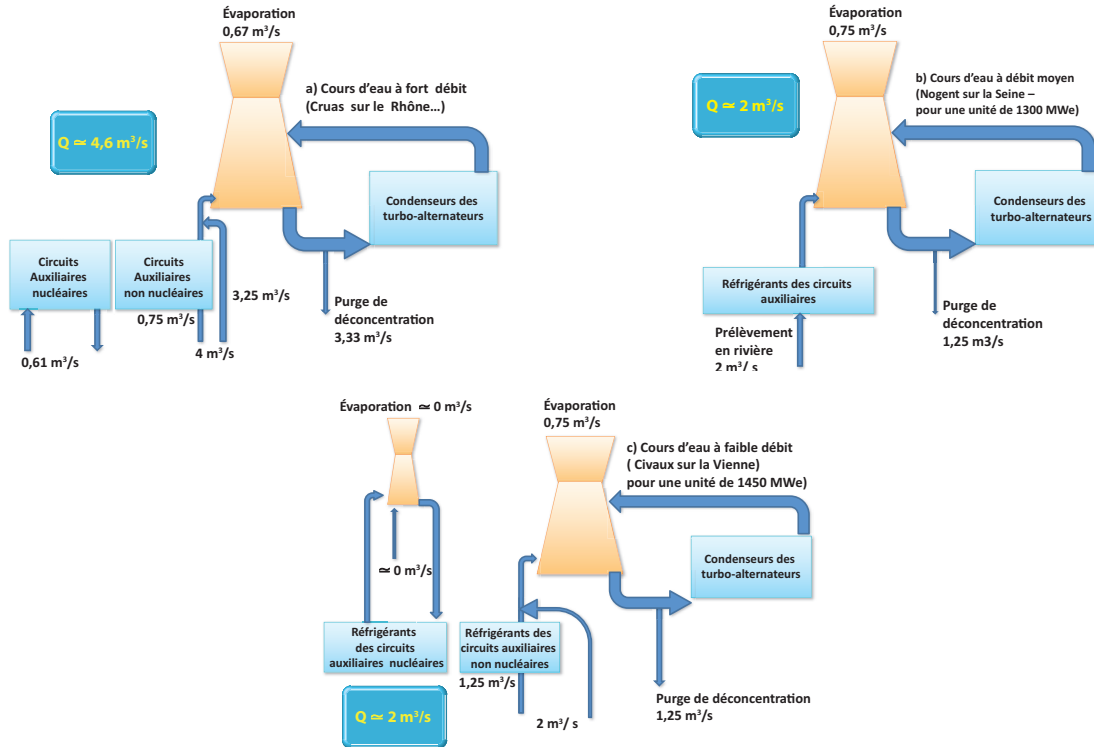 Évaporation
0,67 m³/s
a) Cours d'eau à fort débit
(Cruas sur le Rhône...)
Q ≃ 4,6 m³/s
Condenseurs des
turbo-alternateurs
Circuits
Auxiliaires
nucléaires
Circuits
Auxiliaires
non nucléaires
3,25 m³/s
0,75 m³/s
0,61 m³/s
4 m³/s
Purge de
déconcentration
3,33 m³/s
Évaporation
0,75 m³/s
b) Cours d'eau à débit moyen
(Nogent sur la Seine –
pour une unité de 1300 MWe)
Q ≃ 2 m³/s
Condenseurs des
turbo-alternateurs
Réfrigérants des circuits
auxiliaires
Prélèvement
en rivière
2 m³/ s
Purge de
déconcentration
1,25 m3/s
Évaporation ≃ 0 m³/s
≃ 0 m³/s
Réfrigérants
des circuits
auxiliaires nucléaires
Q ≃ 2 m³/s
Évaporation
0,75 m³/s
c) Cours d'eau à faible débit
( Civaux sur la Vienne)
pour une unité de 1450 MWe)
Condenseurs des
turbo-alternateurs
Réfrigérants des
circuits auxiliaires
non nucléaires
1,25 m³/s
2 m³/ s
Purge de déconcentration
1,25 m³/s